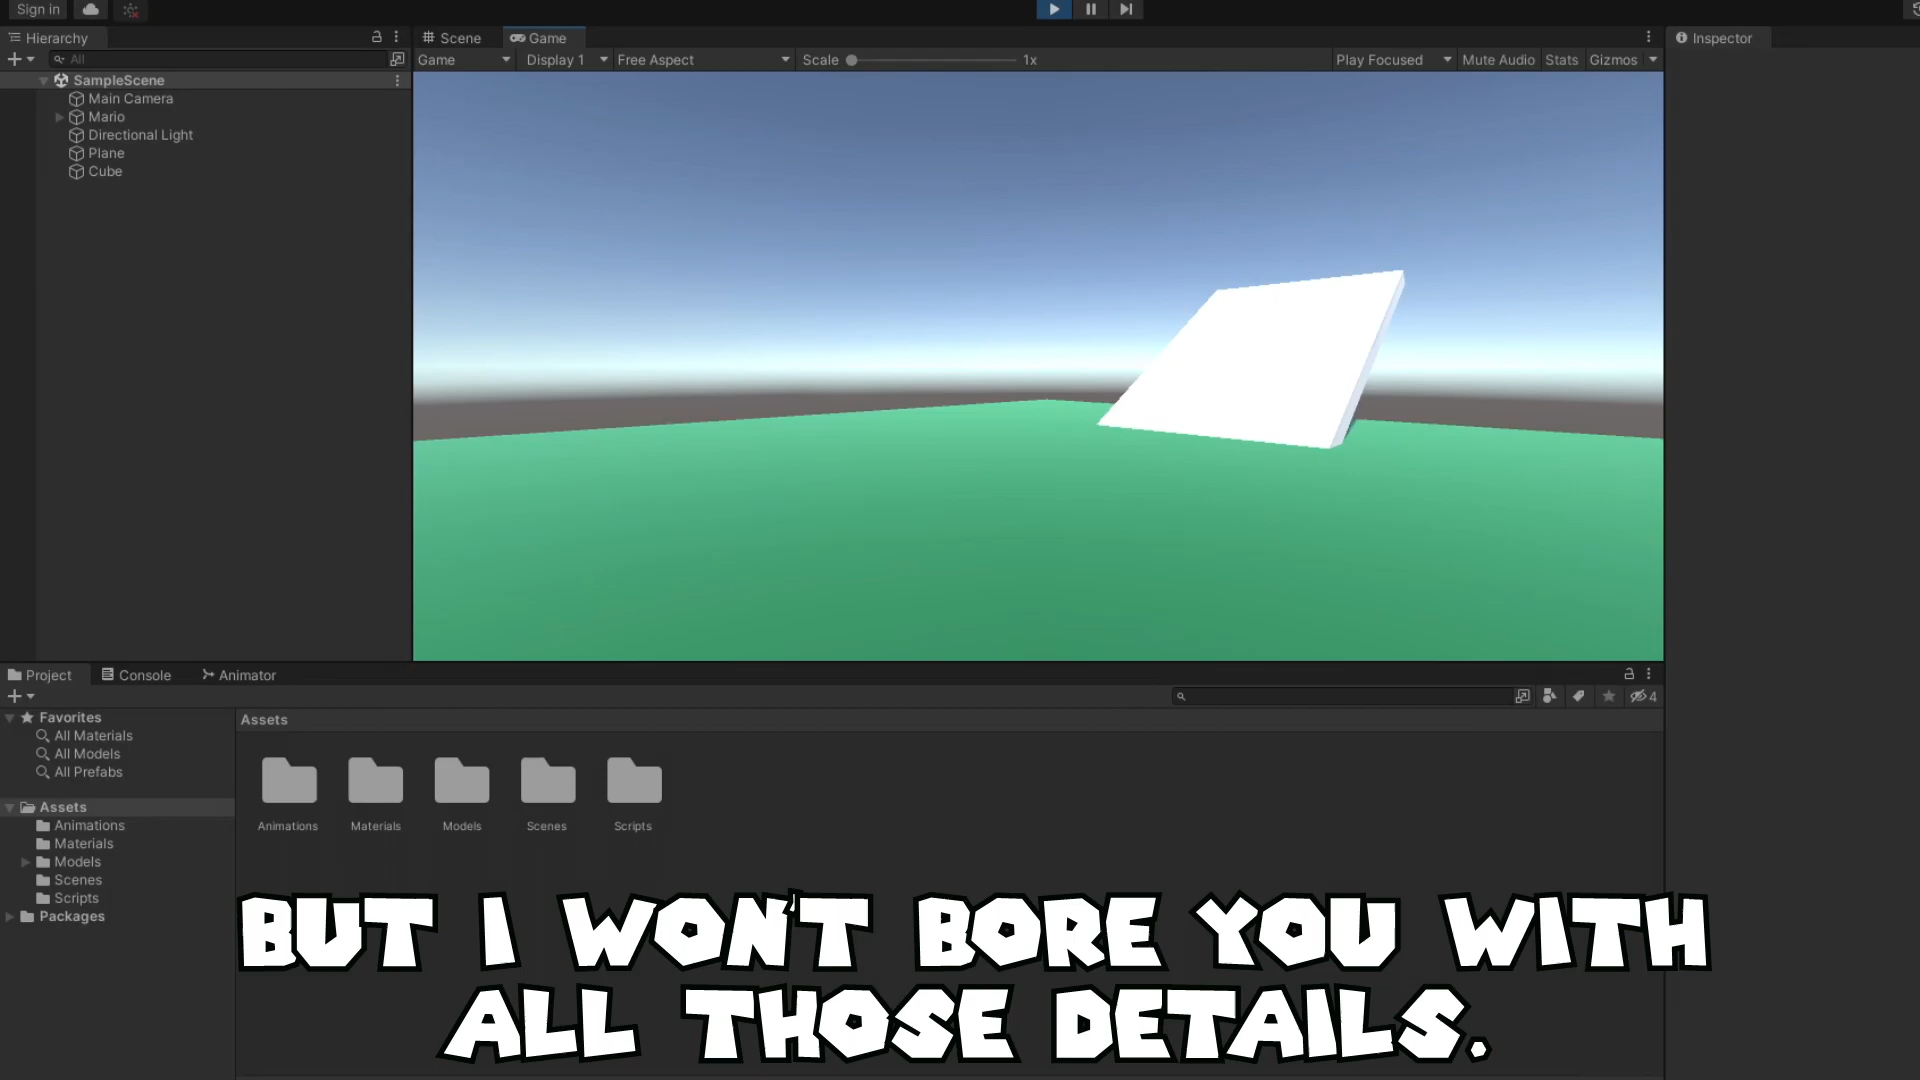 Sign in
Hierarchy
All
SampleScene
Main Camera
Mario
Directional Light
Plane
Cube
Scene
Game
Game
Display 1
Free Aspect
Scale
1x
Play Focused
Mute Audio
Stats
Gizmos
Inspector
Project
Console
Animator
4
Favorites
All Materials
All Models
All Prefabs
Assets
Animations
Materials
Models
Scenes
Scripts
Packages
Assets
Animations
Materials
Models
Scenes
Scripts
BUT I WON'T BORE YOU WITH
ALL THOSE DETAILS.